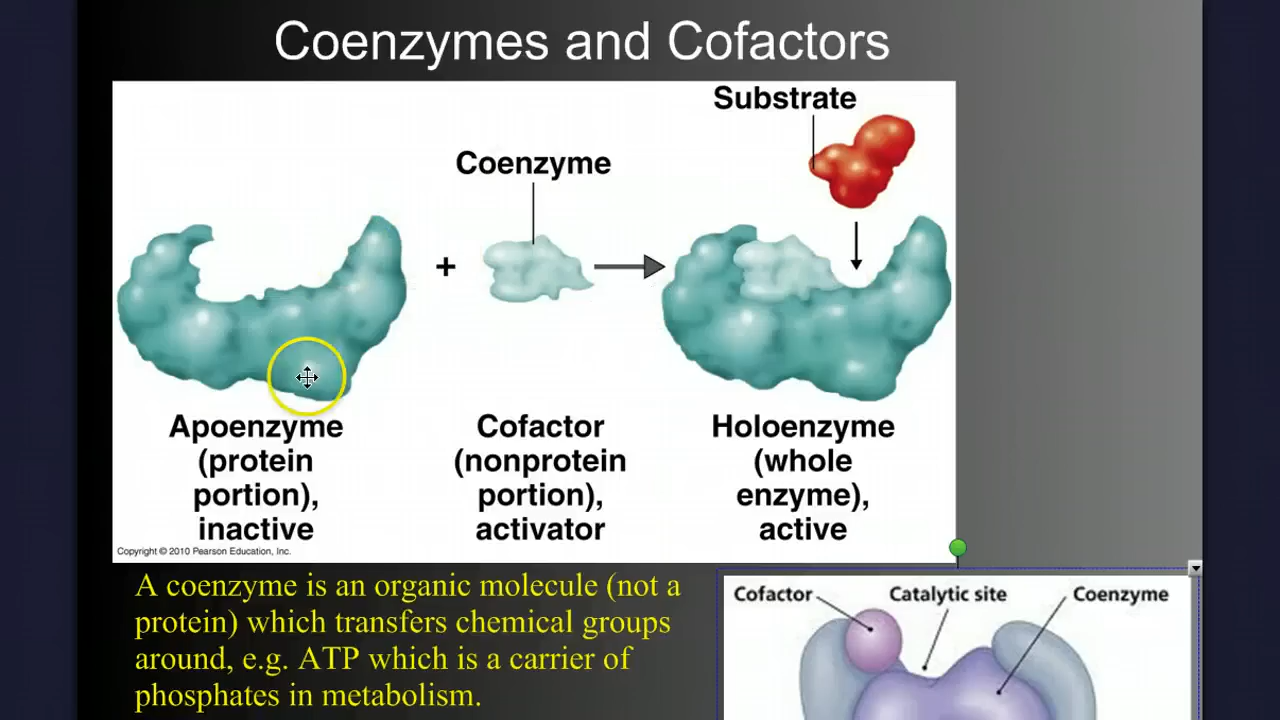 Coenzymes and Cofactors
Substrate
Coenzyme
+
Apoenzyme
(protein
portion),
inactive
Cofactor
(nonprotein
portion),
activator
Holoenzyme
(whole
enzyme),
active
Copyright © 2010 Pearson Education, Inc.
A coenzyme is an organic molecule (not a
protein) which transfers chemical groups
around, e.g. ATP which is a carrier of
phosphates in metabolism.
Cofactor
Catalytic site
Coenzyme